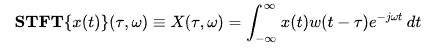 STFT{x(t)}(τ, ω) ≡ X(τ, ω) = ∫_{−∞}^{∞} x(t)w(t − τ)e^{−jωt} dt